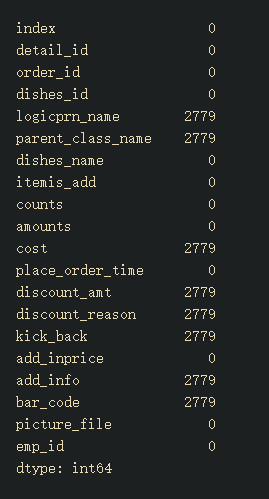 index 0
detail_id 0
order_id 0
dishes_id 0
logicprn_name 2779
parent_class_name 2779
dishes_name 0
itemis_add 0
counts 0
amounts 0
cost 2779
place_order_time 0
discount_amt 2779
discount_reason 2779
kick_back 2779
add_inprice 0
add_info 2779
bar_code 2779
picture_file 0
emp_id 0
dtype: int64